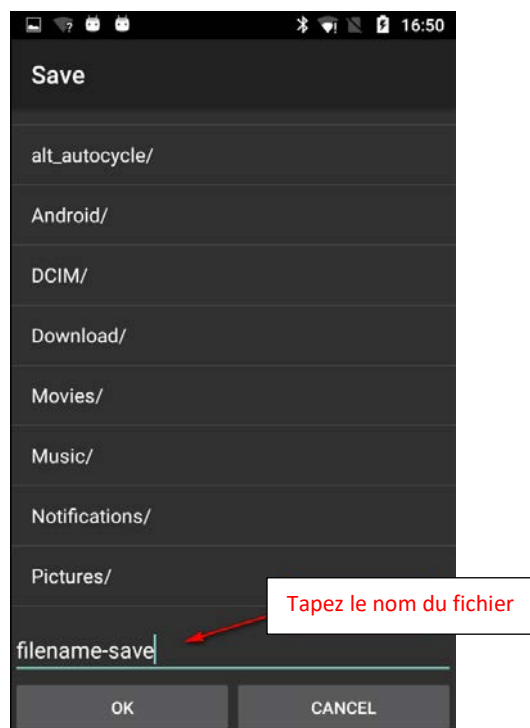 16:50
Save
alt_autocycle/
Android/
DCIM/
Download/
Movies/
Music/
Notifications/
Pictures/
Tapez le nom du fichier
filename-save
OK CANCEL